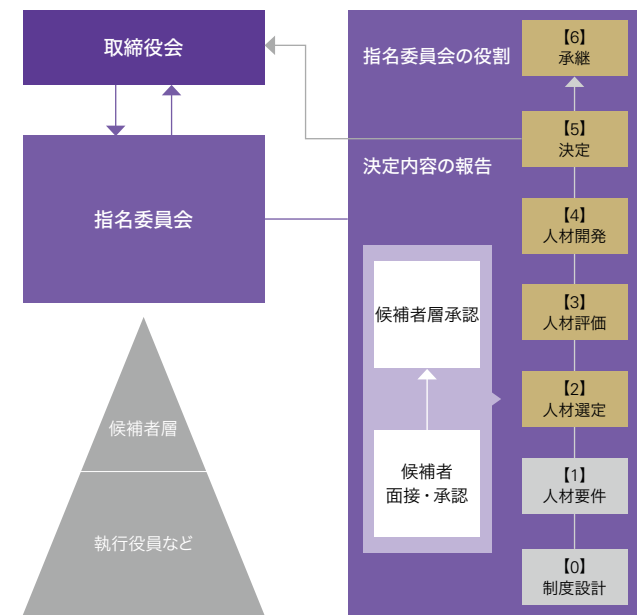 取締役会
指名委員会
候補者層
執行役員など
指名委員会の役割
決定内容の報告
候補者層承認
候補者
面接・承認
【6】
承継
【5】
決定
【4】
人材開発
【3】
人材評価
【2】
人材選定
【1】
人材要件
【0】
制度設計